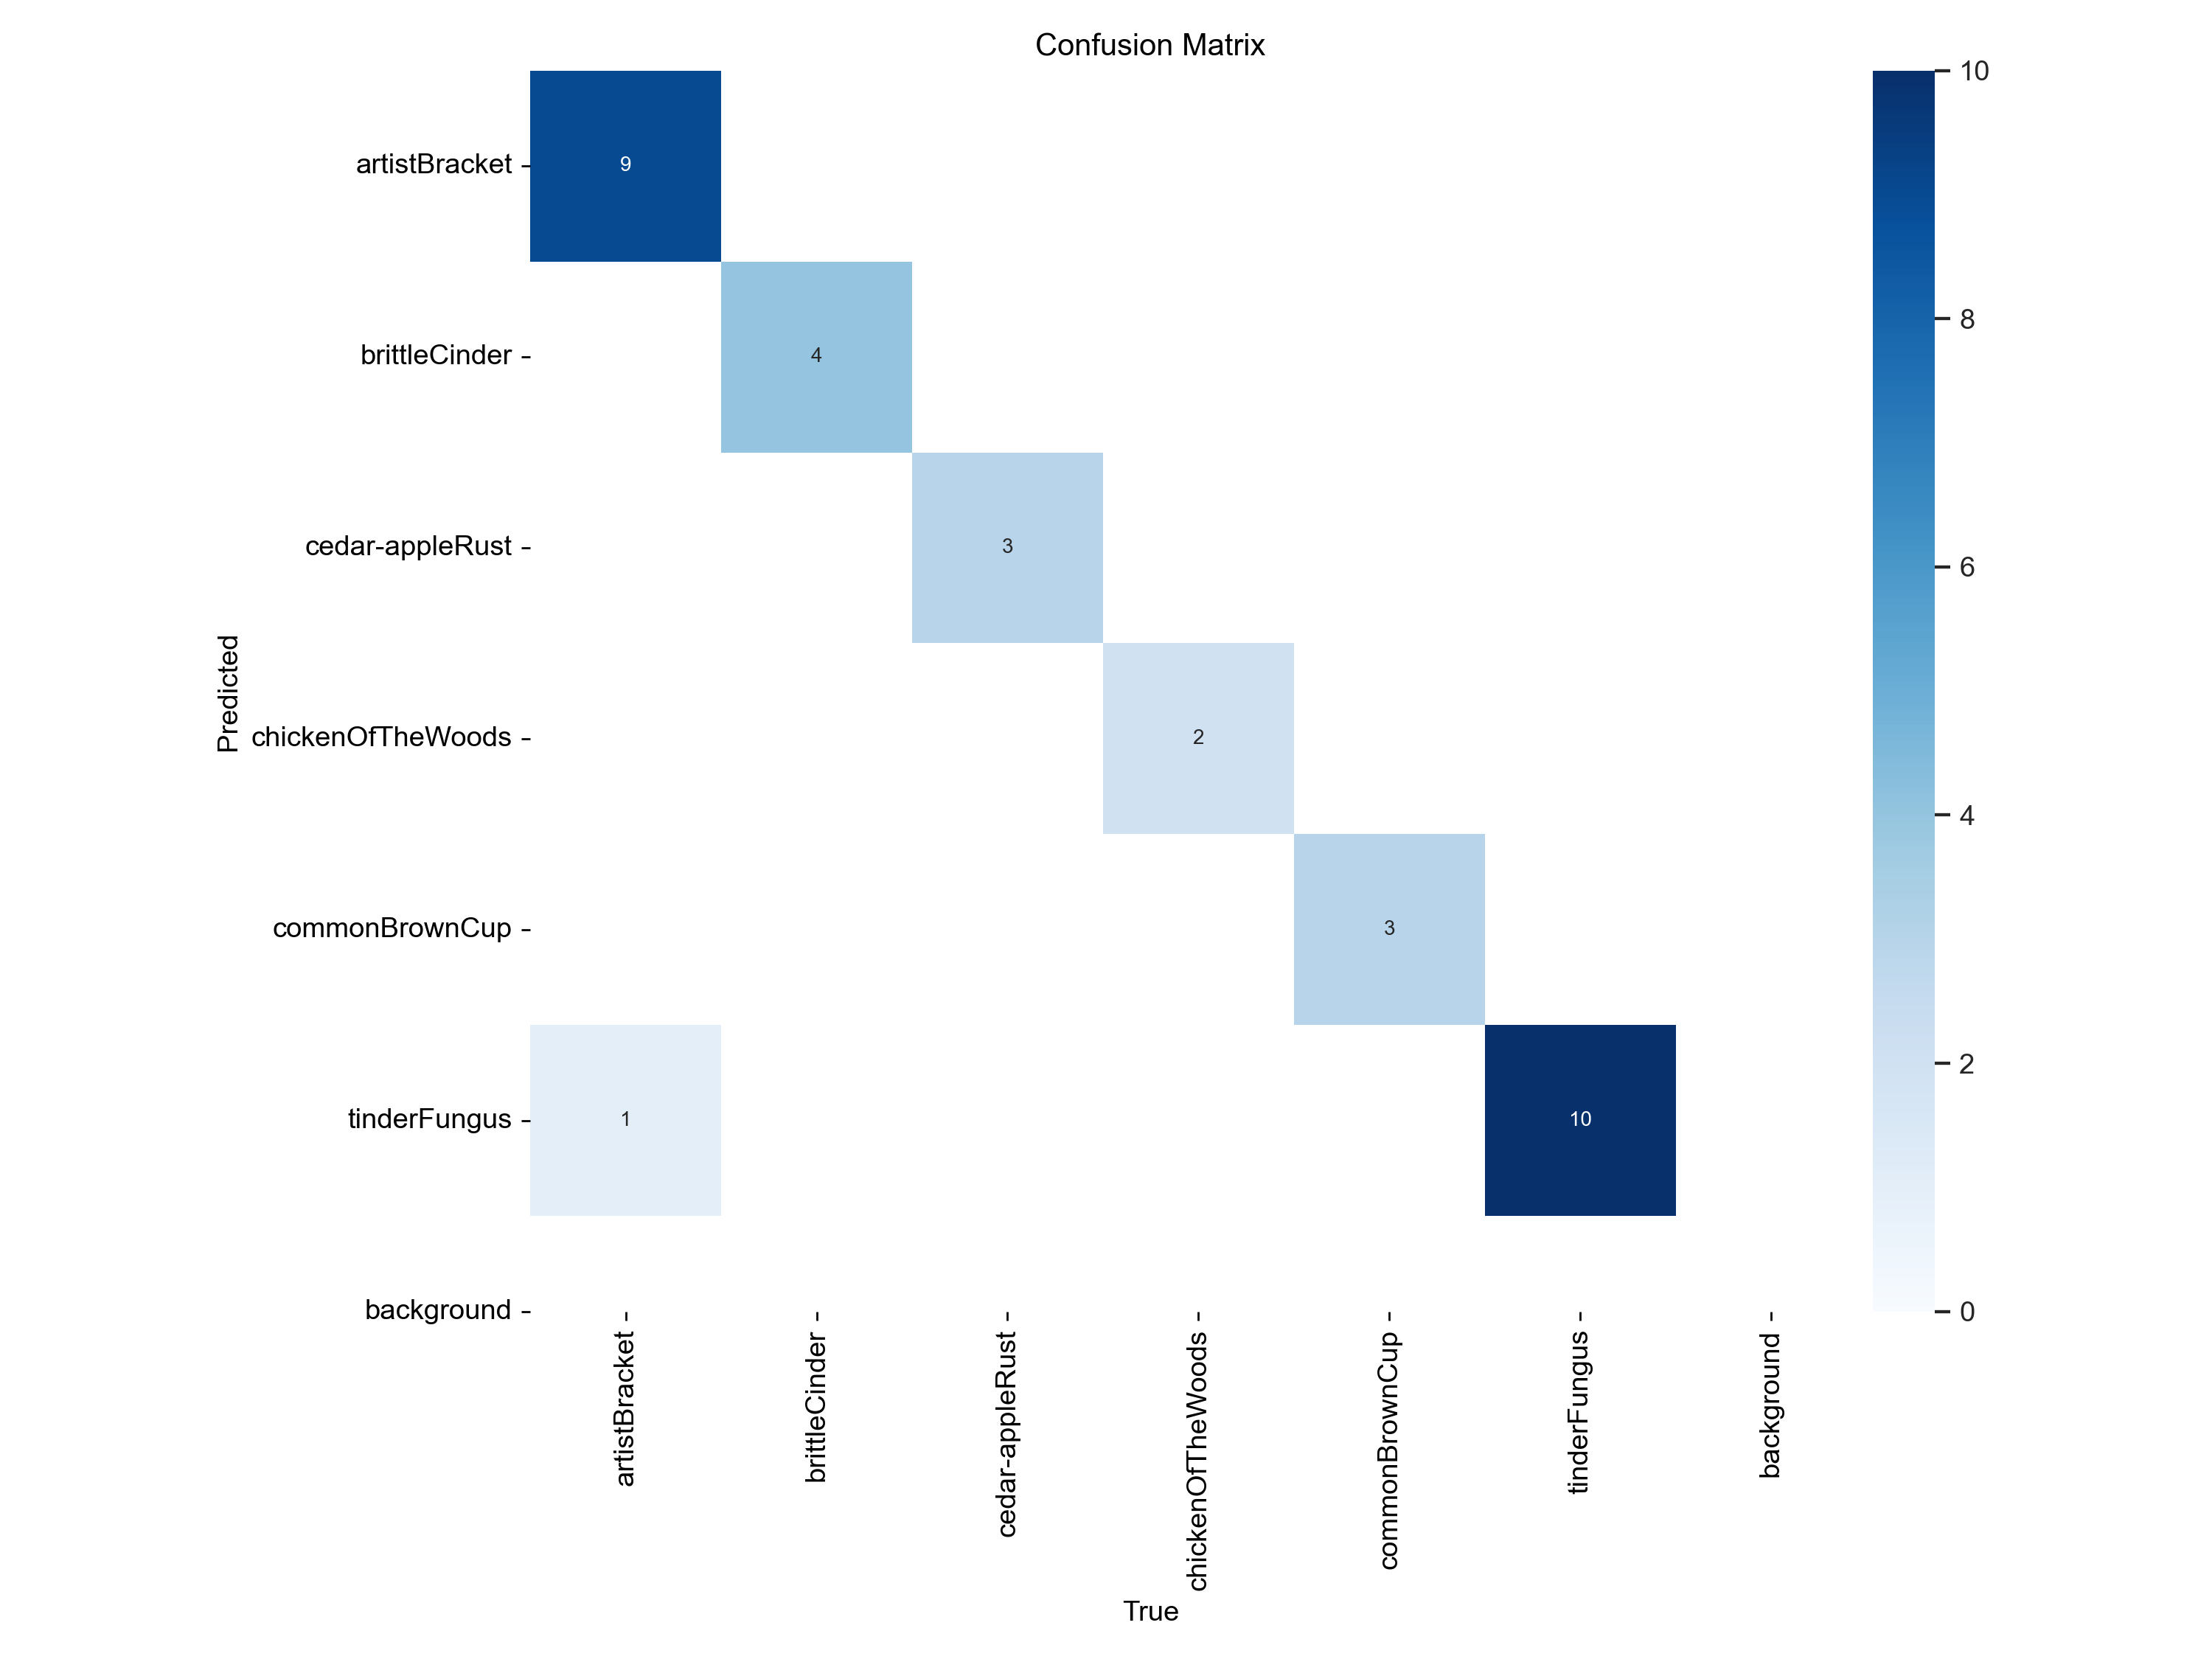 Confusion Matrix
artistBracket
9
brittleCinder
4
cedar-appleRust
3
chickenOfTheWoods
2
commonBrownCup
3
tinderFungus
1
10
background
Predicted
artistBracket
brittleCinder
cedar-appleRust
chickenOfTheWoods
commonBrownCup
tinderFungus
background
True
10
8
6
4
2
0